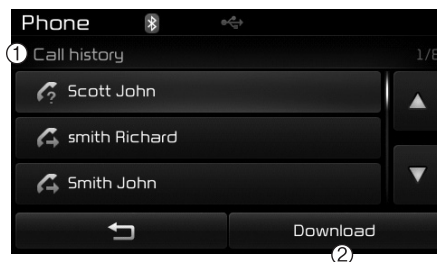 Phone
① Call history 1/8
Scott John
smith Richard
Smith John
Download
②